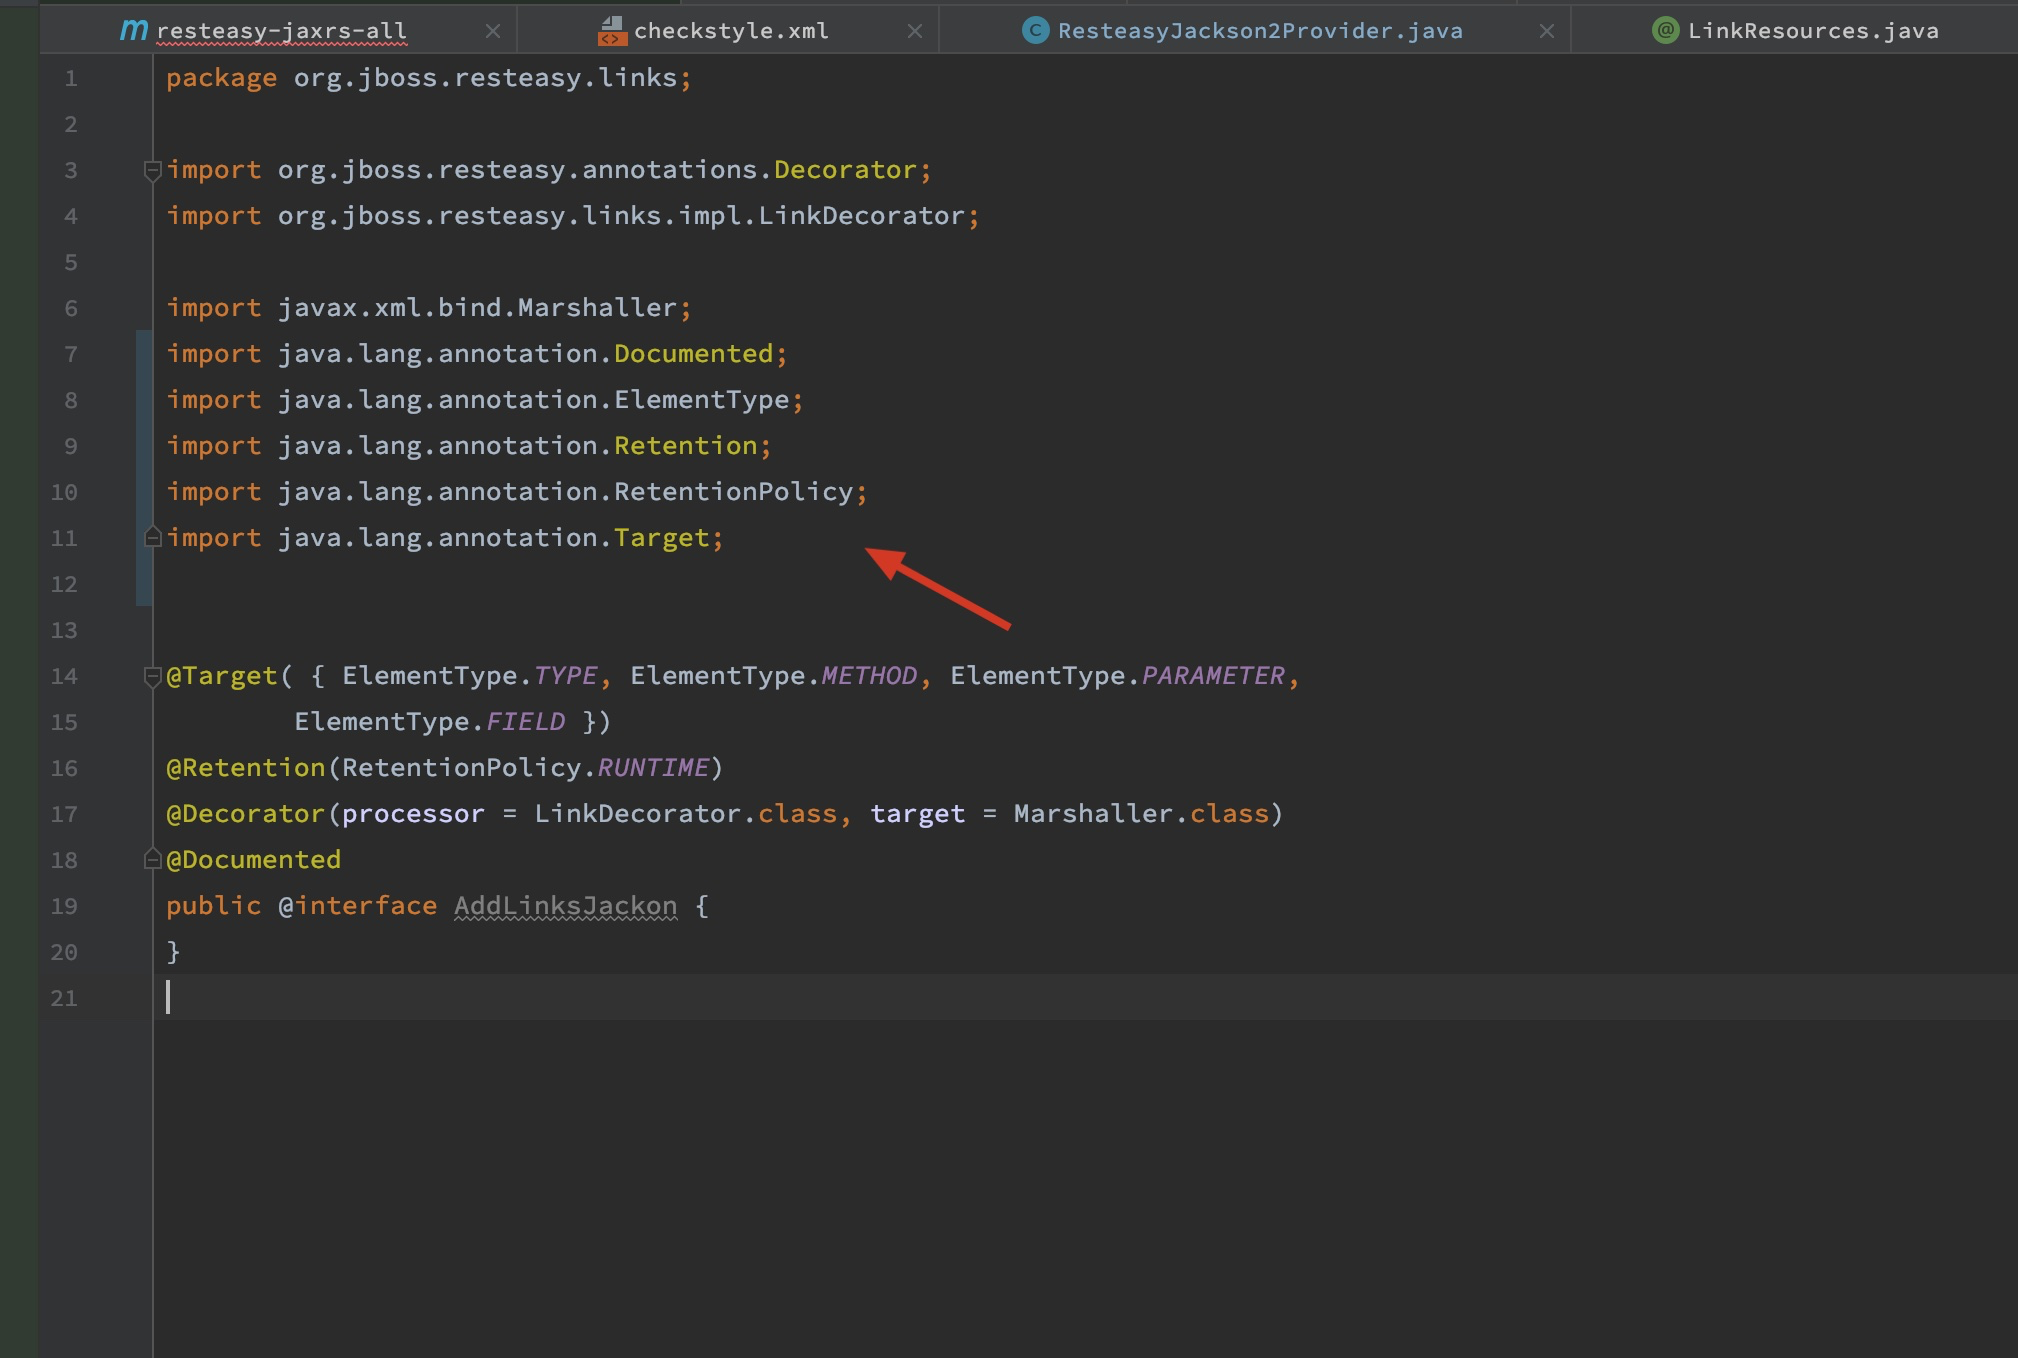 m resteasy-jaxrs-all
checkstyle.xml
C ResteasyJackson2Provider.java
@ LinkResources.java
1 package org.jboss.resteasy.links;
2
3 import org.jboss.resteasy.annotations.Decorator;
4 import org.jboss.resteasy.links.impl.LinkDecorator;
5
6 import javax.xml.bind.Marshaller;
7 import java.lang.annotation.Documented;
8 import java.lang.annotation.ElementType;
9 import java.lang.annotation.Retention;
10 import java.lang.annotation.RetentionPolicy;
11 import java.lang.annotation.Target;
12
13
14 @Target( { ElementType.TYPE, ElementType.METHOD, ElementType.PARAMETER,
15 ElementType.FIELD })
16 @Retention(RetentionPolicy.RUNTIME)
17 @Decorator(processor = LinkDecorator.class, target = Marshaller.class)
18 @Documented
19 public @interface AddLinksJackon {
20 }
21